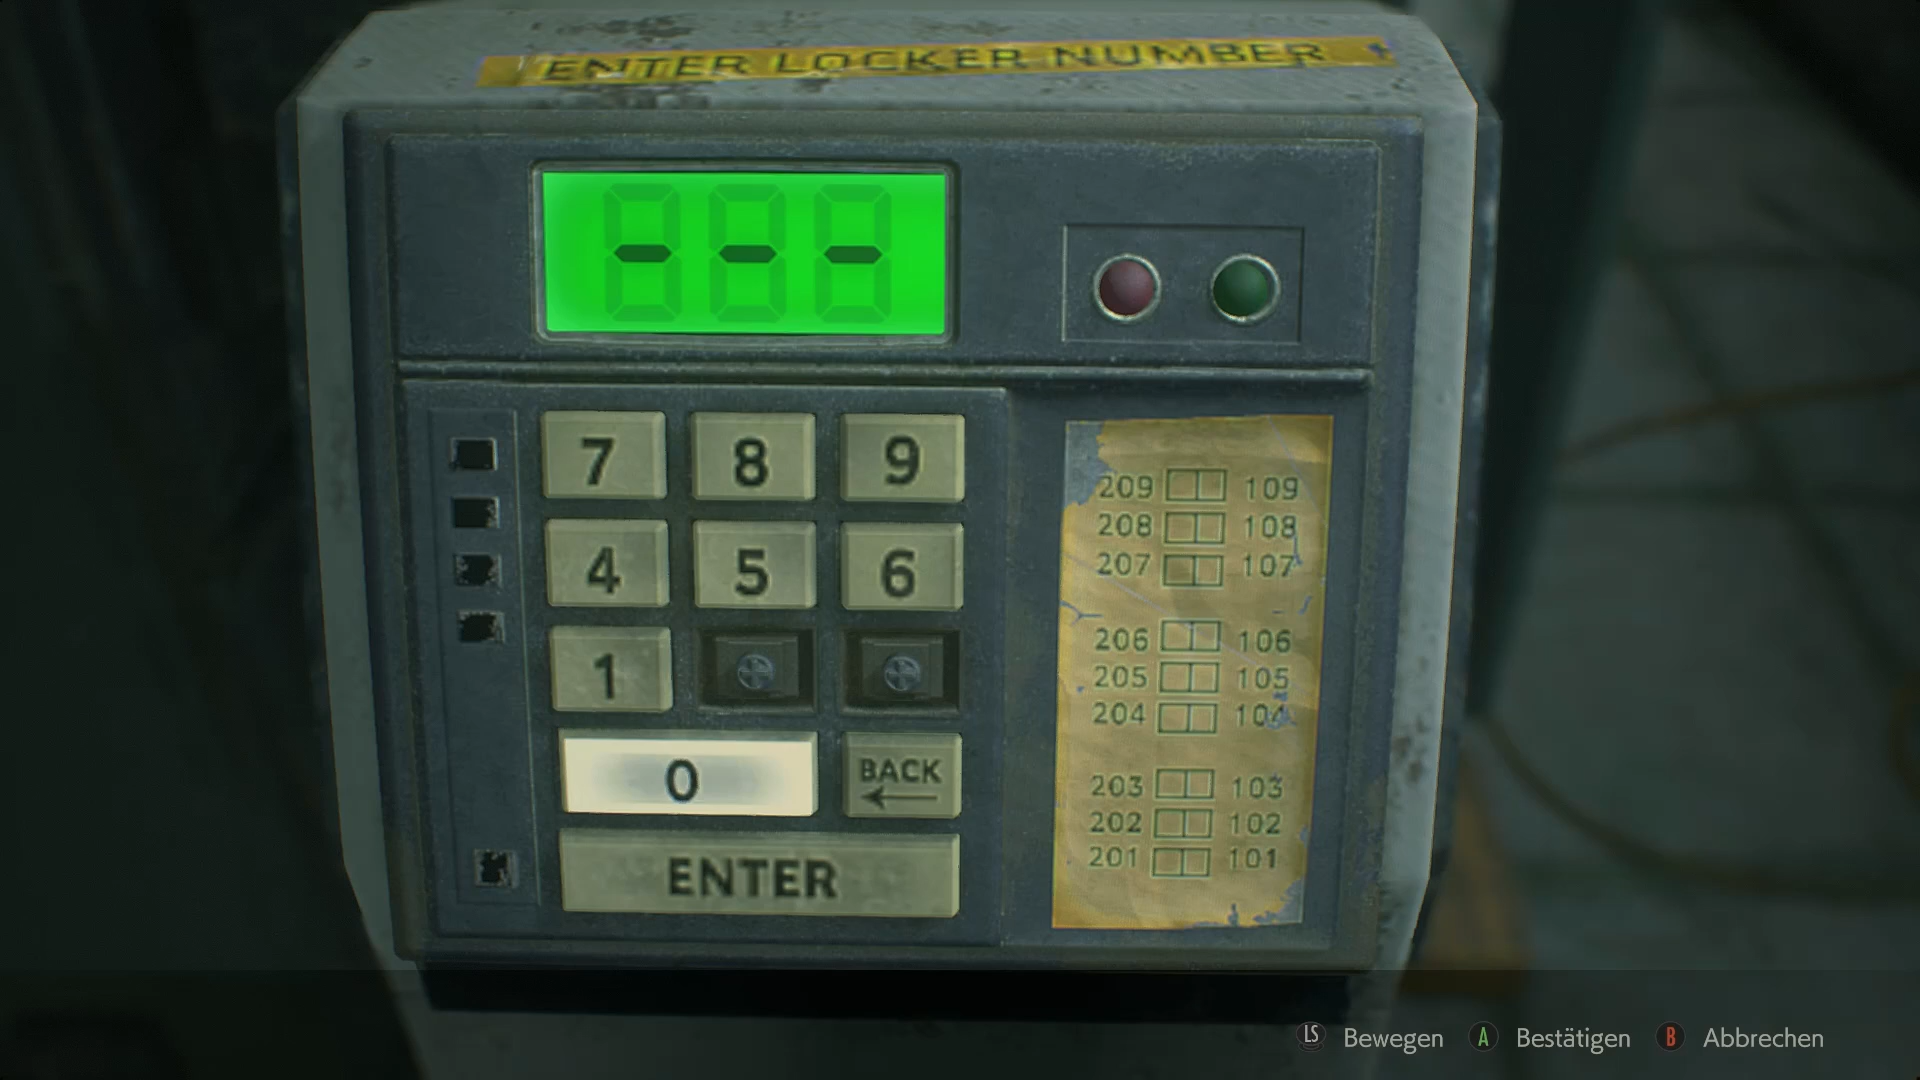 ENTER LOCKER NUMBER
7 8 9
4 5 6
1
0 BACK
ENTER
209 109
208 108
207 107
206 106
205 105
204 104
203 103
202 102
201 101
LS Bewegen A Bestätigen B Abbrechen